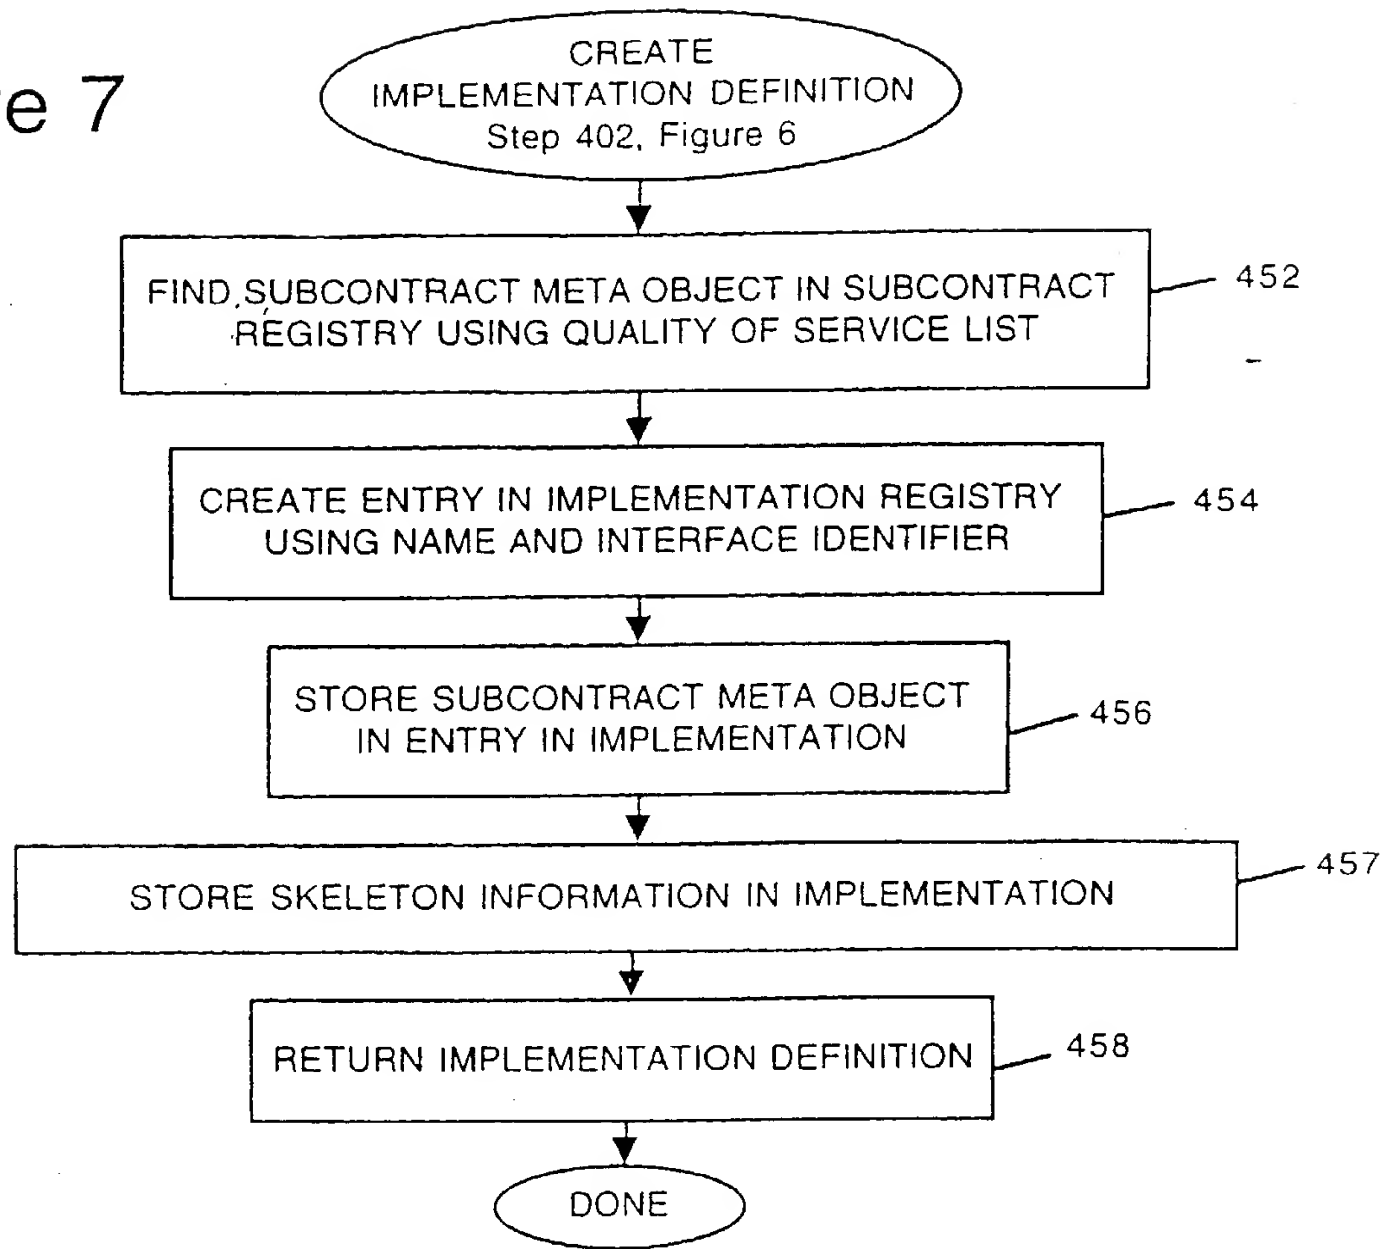 e 7
CREATE
IMPLEMENTATION DEFINITION
Step 402, Figure 6
FIND SUBCONTRACT META OBJECT IN SUBCONTRACT
REGISTRY USING QUALITY OF SERVICE LIST
452
CREATE ENTRY IN IMPLEMENTATION REGISTRY
USING NAME AND INTERFACE IDENTIFIER
454
STORE SUBCONTRACT META OBJECT
IN ENTRY IN IMPLEMENTATION
456
STORE SKELETON INFORMATION IN IMPLEMENTATION
457
RETURN IMPLEMENTATION DEFINITION
458
DONE